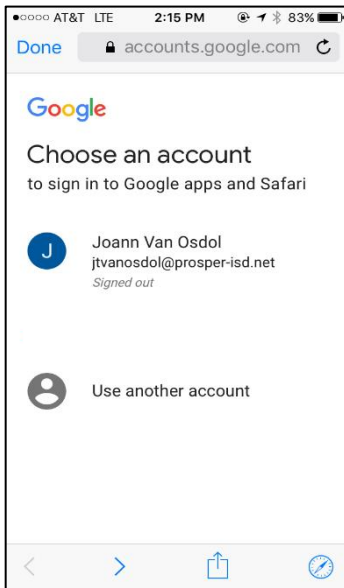 AT&T LTE 2:15 PM 83%
Done accounts.google.com
Google
Choose an account
to sign in to Google apps and Safari
J
Joann Van Osdol
jtvanosdol@prosper-isd.net
Signed out
Use another account